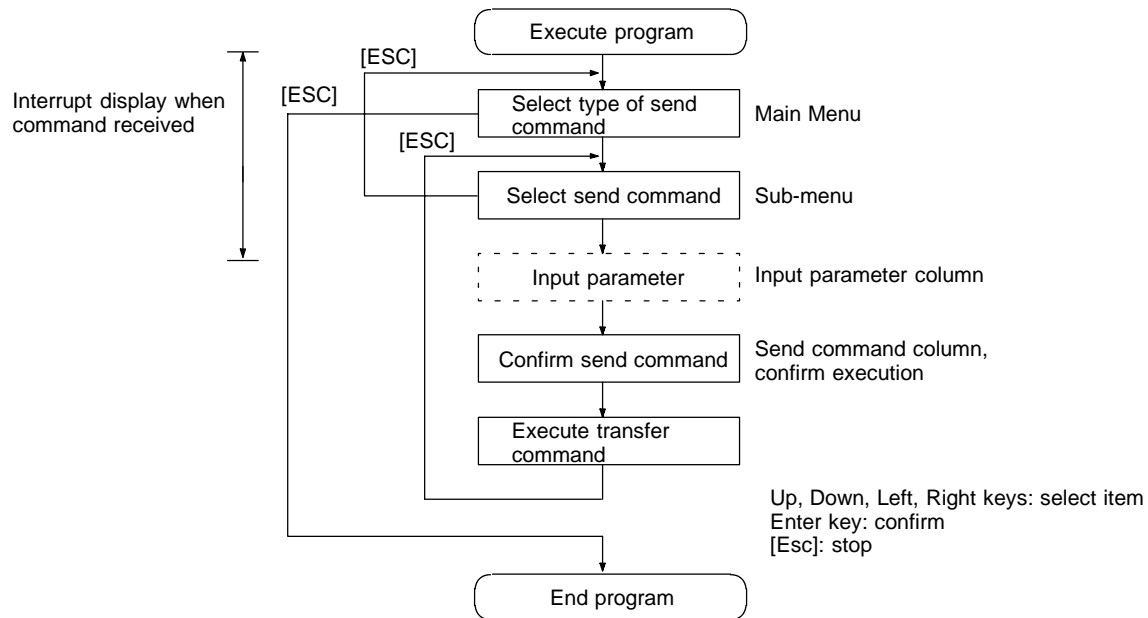 Execute program
[ESC]
[ESC]
Interrupt display when
command received
Select type of send
command
Main Menu
[ESC]
Select send command
Sub-menu
Input parameter
Input parameter column
Confirm send command
Send command column,
confirm execution
Execute transfer
command
Up, Down, Left, Right keys: select item
Enter key: confirm
[Esc]: stop
End program